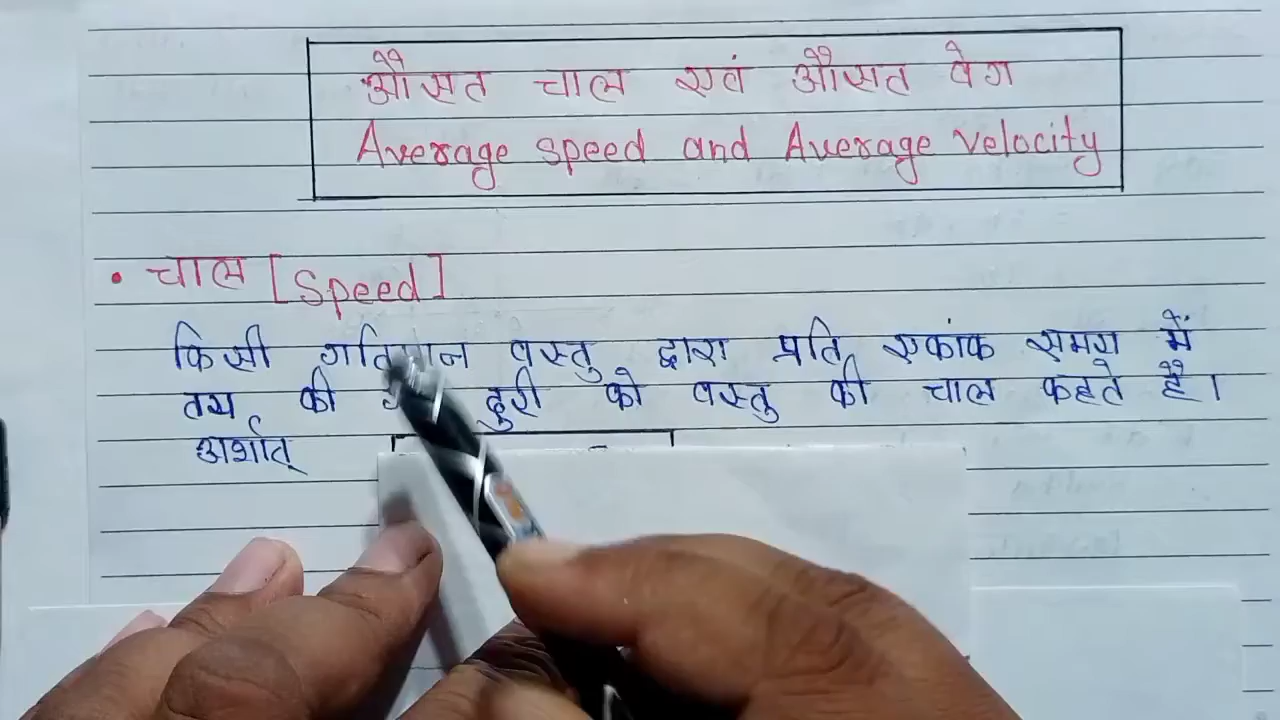 औसत चाल एवं औसत वेग
Average speed and Average velocity
• चाल [Speed]
किसी गतिमान वस्तु द्वारा प्रति एकांक समय में
तय की दुरी को वस्तु की चाल कहते हैं।
अर्थात्